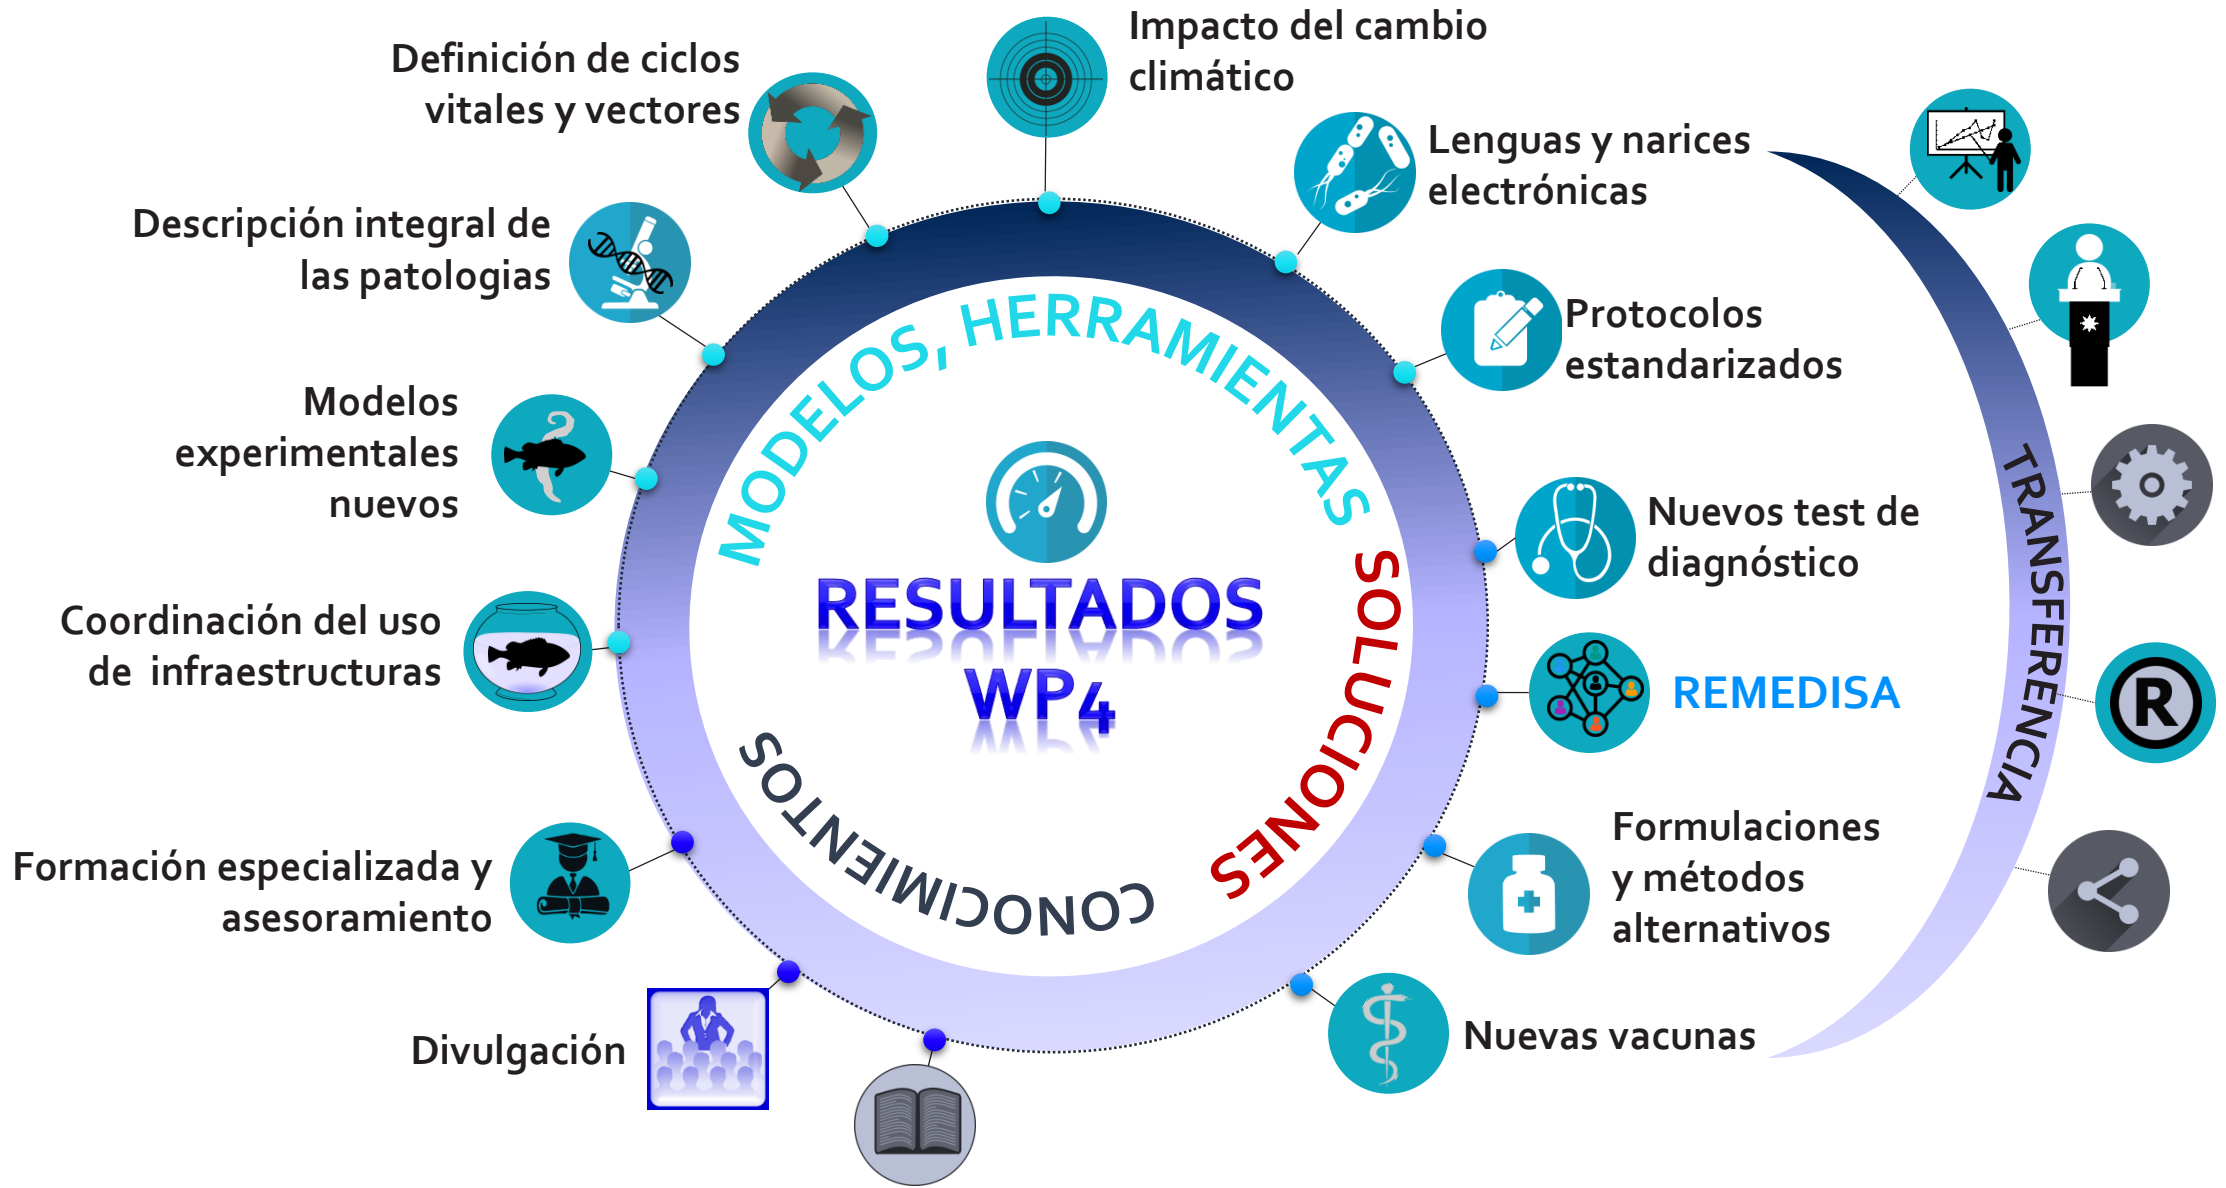 Impacto del cambio
climático
Definición de ciclos
vitales y vectores
Lenguas y narices
electrónicas
Descripción integral de
las patologias
Protocolos
estandarizados
Modelos
experimentales
nuevos
Nuevos test de
diagnóstico
Coordinación del uso
de infraestructuras
REMEDISA
Formulaciones
y métodos
alternativos
Formación especializada y
asesoramiento
Nuevas vacunas
Divulgación
MODELOS, HERRAMIENTAS
SOLUCIONES
CONOCIMIENTOS
RESULTADOS
WP4
TRANSFERENCIA
R